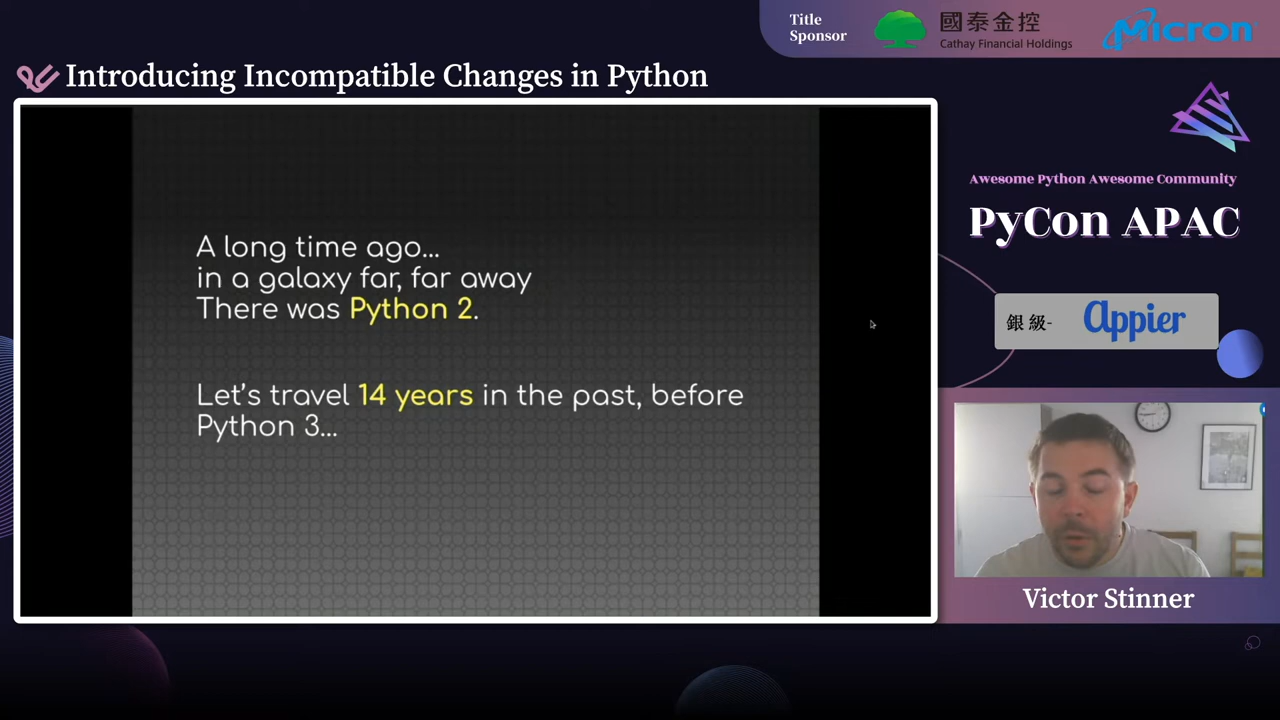 Title
Sponsor
國泰金控
Cathay Financial Holdings
Micron
Introducing Incompatible Changes in Python
A long time ago...
in a galaxy far, far away
There was Python 2.
Let's travel 14 years in the past, before
Python 3...
Awesome Python Awesome Community
PyCon APAC
銀級-
Appier
Victor Stinner